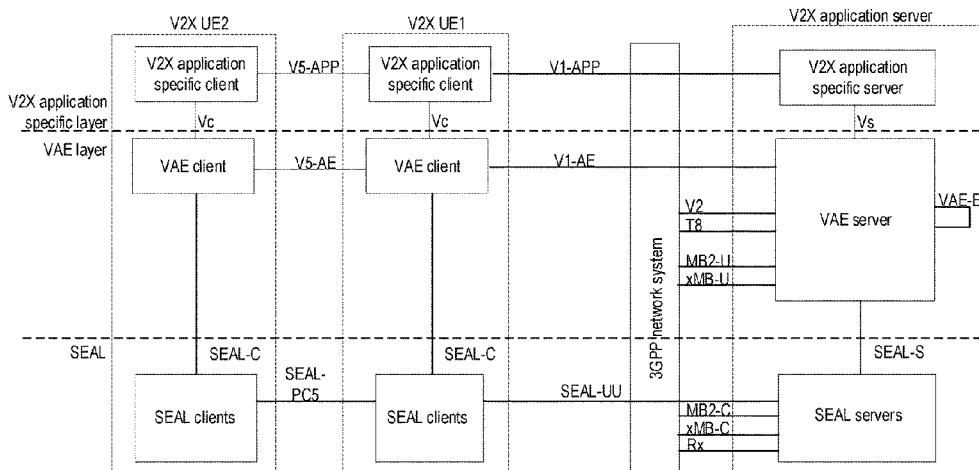 V2X UE2
V2X UE1
V2X application server
V2X application
specific client
V5-APP
V2X application
specific client
V1-APP
V2X application
specific server
V2X application
specific layer
Vc
Vc
Vs
VAE layer
VAE client
V5-AE
VAE client
V1-AE
VAE server
VAE-E
V2
T8
MB2-U
xMB-U
3GPP network system
SEAL
SEAL-C
SEAL-C
SEAL-S
SEAL-
PC5
SEAL-UU
SEAL clients
SEAL clients
MB2-C
xMB-C
Rx
SEAL servers